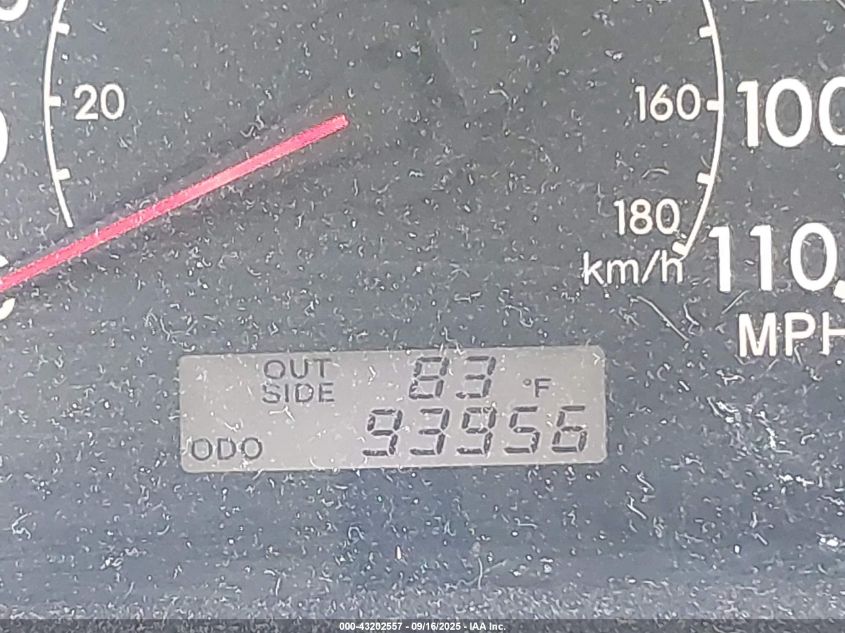 20
160
100
180
110
km/h
MPH
OUT
SIDE
83 °F
ODO 93956
000-43202557 - 09/16/2025 - IAA Inc.